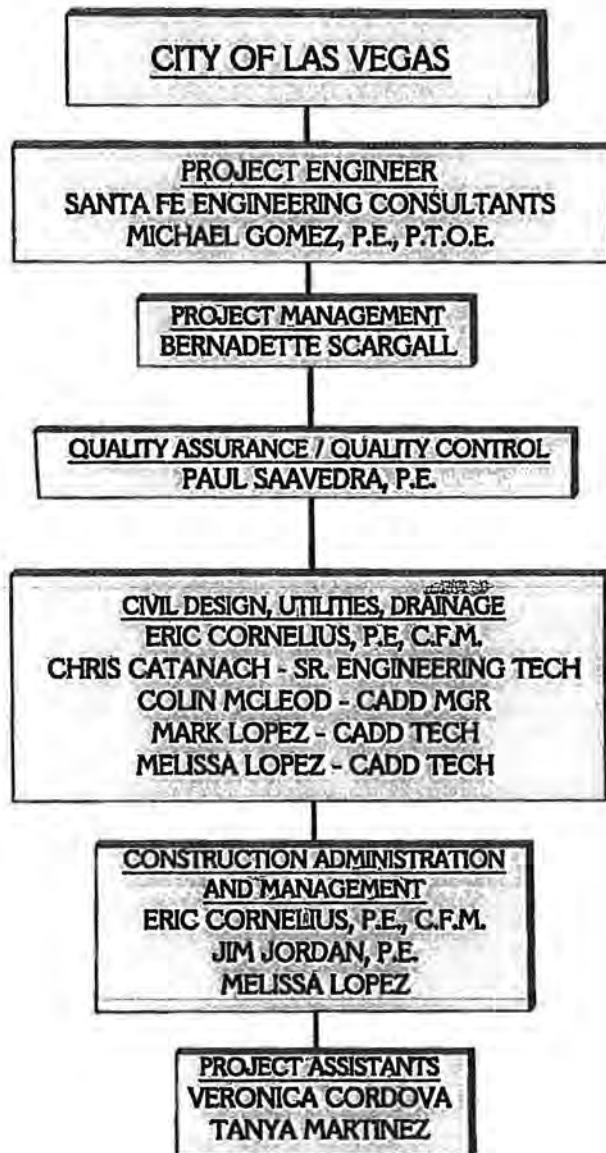 CITY OF LAS VEGAS
PROJECT ENGINEER
SANTA FE ENGINEERING CONSULTANTS
MICHAEL GOMEZ, P.E., P.T.O.E.
PROJECT MANAGEMENT
BERNADETTE SCARGALL
QUALITY ASSURANCE / QUALITY CONTROL
PAUL SAAVEDRA, P.E.
CIVIL DESIGN, UTILITIES, DRAINAGE
ERIC CORNELIUS, P.E, C.F.M.
CHRIS CATANACH - SR. ENGINEERING TECH
COLIN MCLEOD - CADD MGR
MARK LOPEZ - CADD TECH
MELISSA LOPEZ - CADD TECH
CONSTRUCTION ADMINISTRATION
AND MANAGEMENT
ERIC CORNELIUS, P.E., C.F.M.
JIM JORDAN, P.E.
MELISSA LOPEZ
PROJECT ASSISTANTS
VERONICA CORDOVA
TANYA MARTINEZ